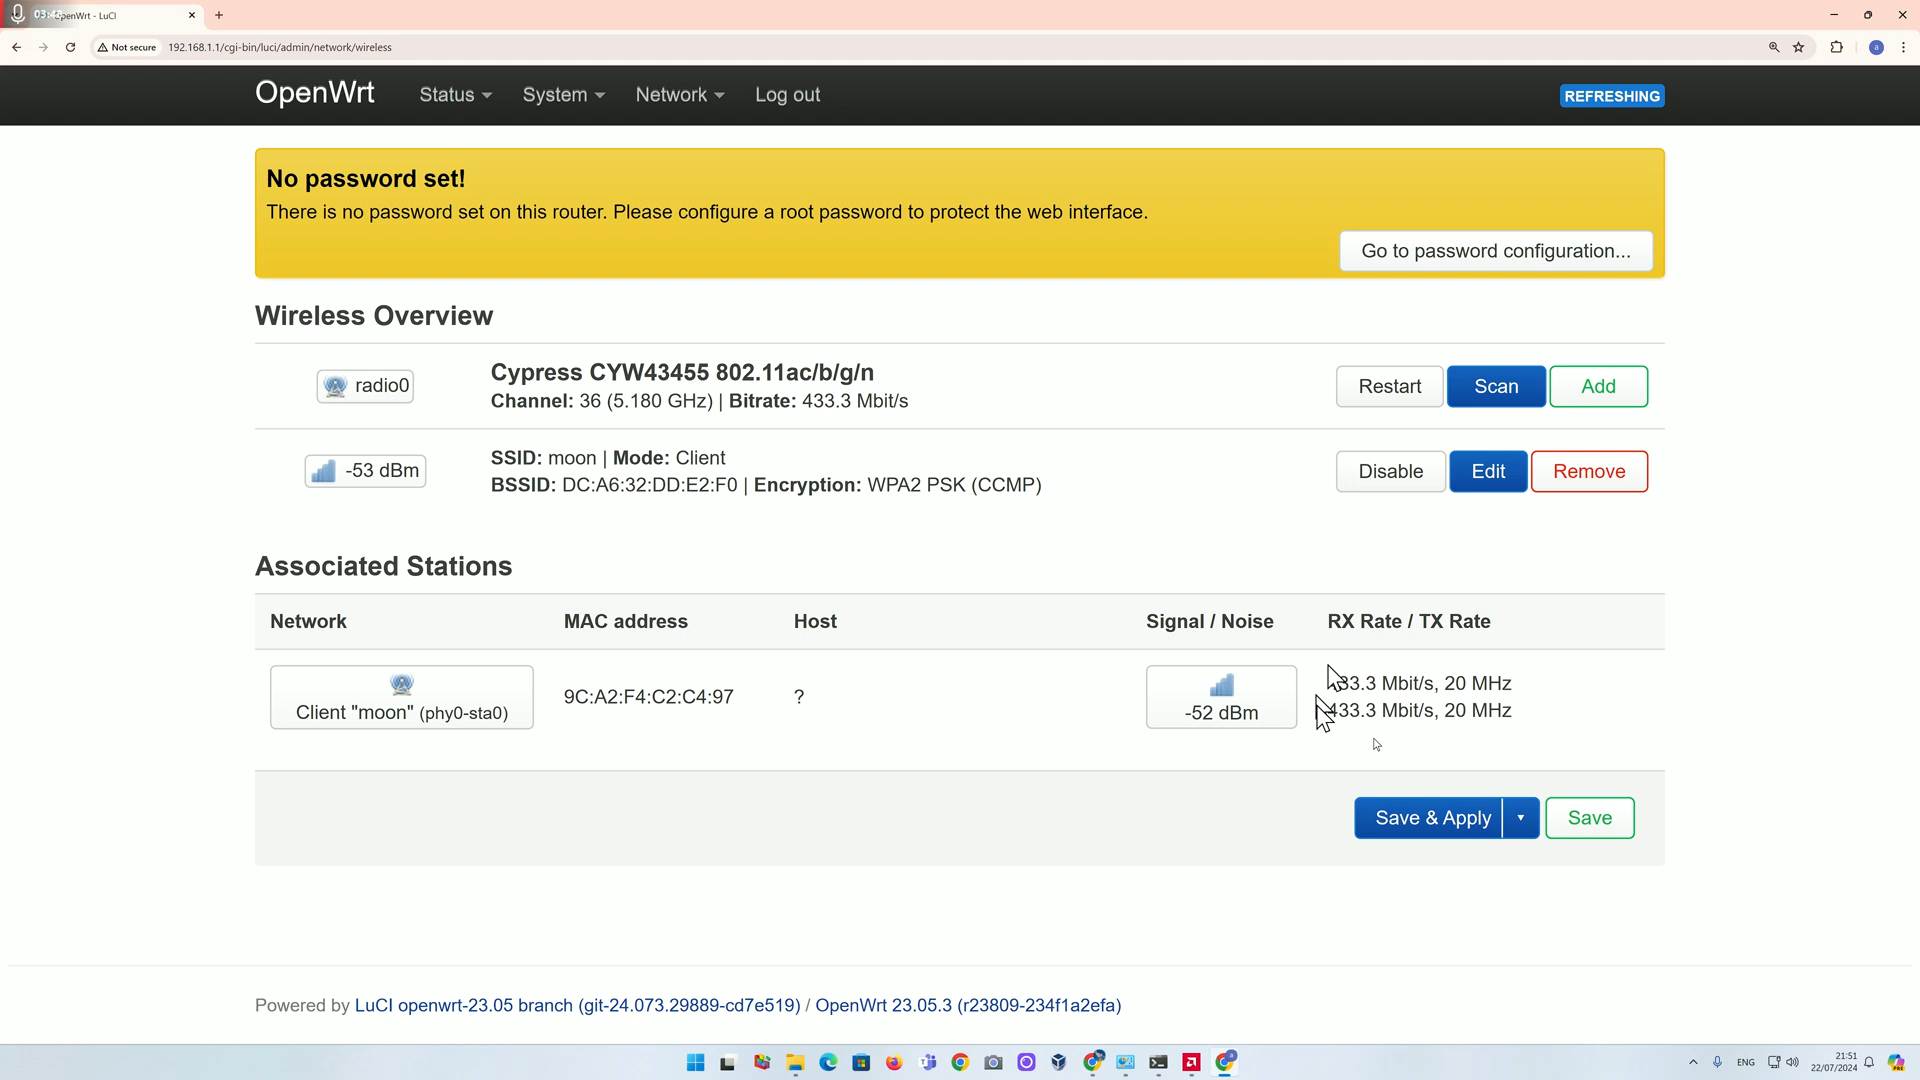 OpenWrt - LuCI
Not secure 192.168.1.1/cgi-bin/luci/admin/network/wireless
a
OpenWrt Status System Network Log out REFRESHING
No password set!
There is no password set on this router. Please configure a root password to protect the web interface.
Go to password configuration...
Wireless Overview
radio0
Cypress CYW43455 802.11ac/b/g/n
Channel: 36 (5.180 GHz) | Bitrate: 433.3 Mbit/s
Restart Scan Add
-53 dBm
SSID: moon | Mode: Client
BSSID: DC:A6:32:DD:E2:F0 | Encryption: WPA2 PSK (CCMP)
Disable Edit Remove
Associated Stations
Network MAC address Host Signal / Noise RX Rate / TX Rate
Client "moon" (phy0-sta0)
9C:A2:F4:C2:C4:97
?
-52 dBm
33.3 Mbit/s, 20 MHz
433.3 Mbit/s, 20 MHz
Save & Apply Save
Powered by LuCI openwrt-23.05 branch (git-24.073.29889-cd7e519) / OpenWrt 23.05.3 (r23809-234f1a2efa)
ENG
21:51
22/07/2024